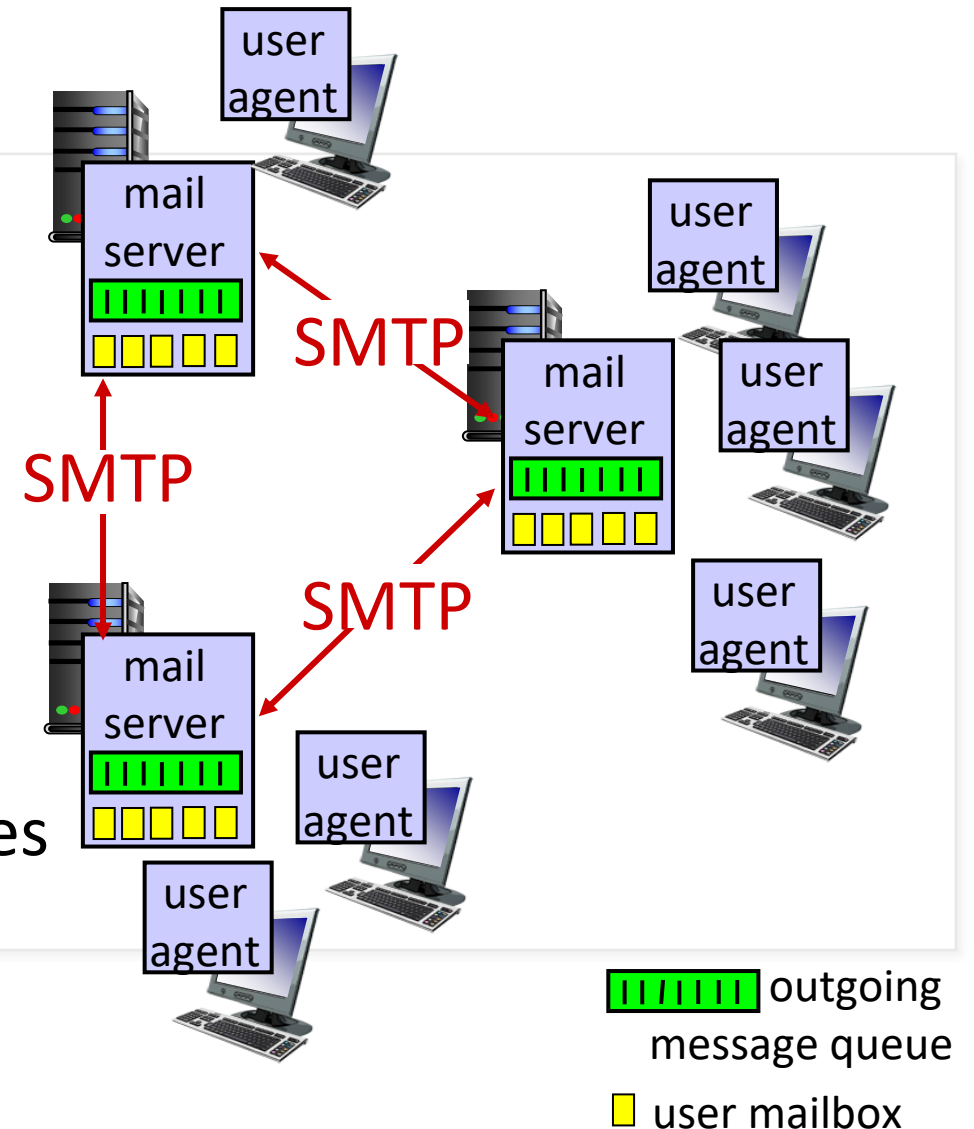 user
agent
mail
server
user
agent
SMTP
mail
server
user
agent
SMTP
user
agent
SMTP
mail
server
user
agent
es
user
agent
outgoing
message queue
user mailbox